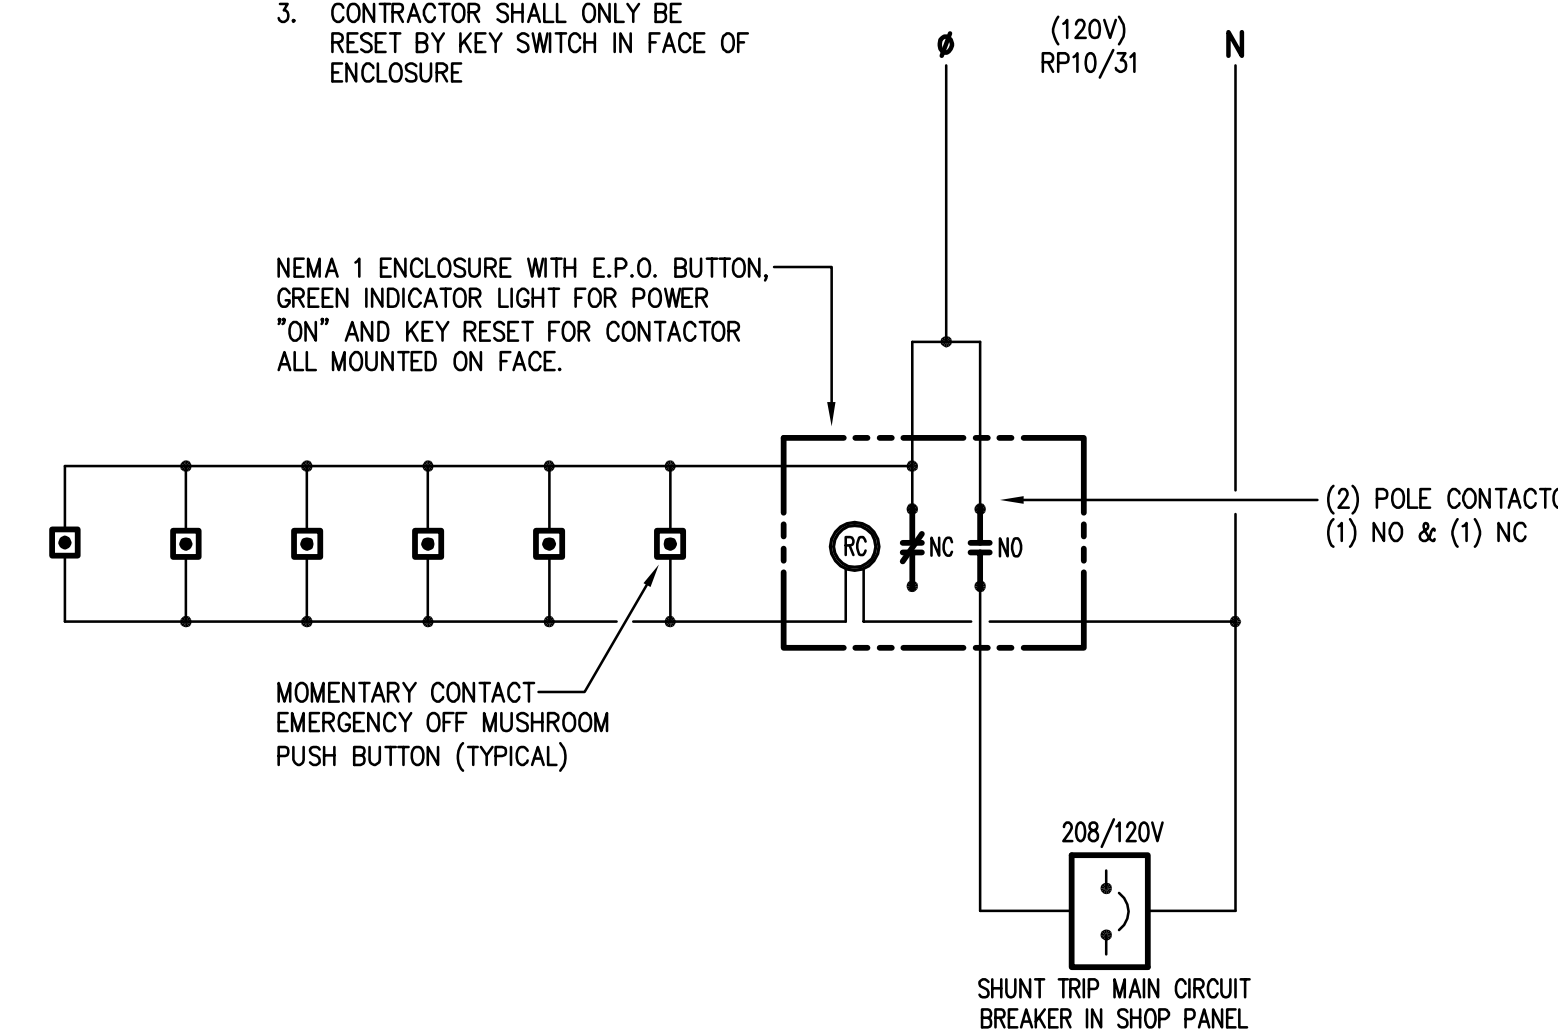 3. CONTRACTOR SHALL ONLY BE
RESET BY KEY SWITCH IN FACE OF
ENCLOSURE
ø
(120V)
RP10/31
N
NEMA 1 ENCLOSURE WITH E.P.O. BUTTON,
GREEN INDICATOR LIGHT FOR POWER
"ON" AND KEY RESET FOR CONTACTOR
ALL MOUNTED ON FACE.
(2) POLE CONTACTO
(1) NO & (1) NC
RC
NC
NO
MOMENTARY CONTACT
EMERGENCY OFF MUSHROOM
PUSH BUTTON (TYPICAL)
208/120V
SHUNT TRIP MAIN CIRCUIT
BREAKER IN SHOP PANEL